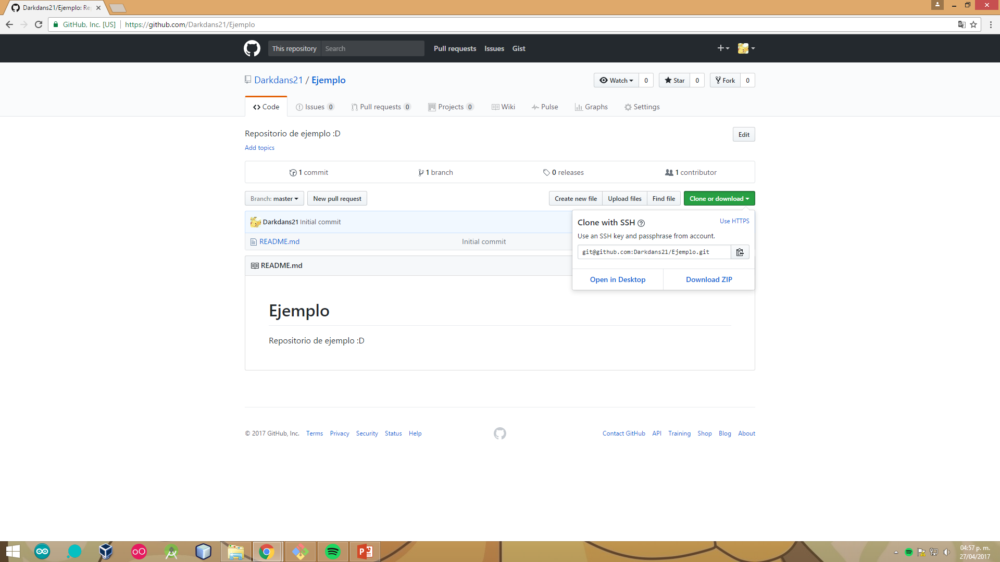 Darkdans21/Ejemplo: Re
GitHub, Inc. [US] https://github.com/Darkdans21/Ejemplo
This repository Search Pull requests Issues Gist
Darkdans21 / Ejemplo
Watch 0 Star 0 Fork 0
Code Issues 0 Pull requests 0 Projects 0 Wiki Pulse Graphs Settings
Repositorio de ejemplo :D
Edit
Add topics
1 commit 1 branch 0 releases 1 contributor
Branch: master New pull request Create new file Upload files Find file Clone or download
Darkdans21 Initial commit
README.md Initial commit
Clone with SSH Use HTTPS
Use an SSH key and passphrase from account.
git@github.com:Darkdans21/Ejemplo.git
Open in Desktop Download ZIP
README.md
Ejemplo
Repositorio de ejemplo :D
© 2017 GitHub, Inc. Terms Privacy Security Status Help Contact GitHub API Training Shop Blog About
04:57 p. m.
27/04/2017